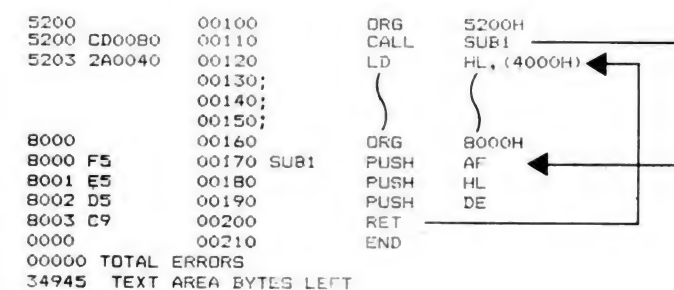 5200 00100 ORG 5200H
5200 CD0080 00110 CALL SUB1
5203 2A0040 00120 LD HL,(4000H)
00130;
00140;
00150;
8000 00160 ORG 8000H
8000 F5 00170 SUB1 PUSH AF
8001 E5 00180 PUSH HL
8002 D5 00190 PUSH DE
8003 C9 00200 RET
0000 00210 END
00000 TOTAL ERRORS
34945 TEXT AREA BYTES LEFT